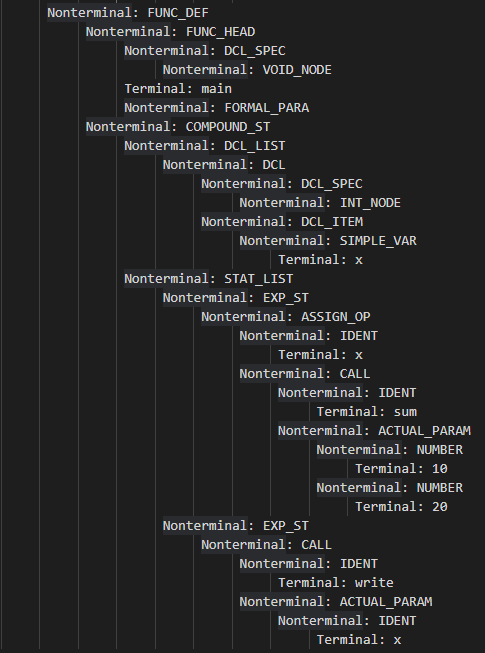 Nonterminal: FUNC_DEF
Nonterminal: FUNC_HEAD
Nonterminal: DCL_SPEC
Nonterminal: VOID_NODE
Terminal: main
Nonterminal: FORMAL_PARA
Nonterminal: COMPOUND_ST
Nonterminal: DCL_LIST
Nonterminal: DCL
Nonterminal: DCL_SPEC
Nonterminal: INT_NODE
Nonterminal: DCL_ITEM
Nonterminal: SIMPLE_VAR
Terminal: x
Nonterminal: STAT_LIST
Nonterminal: EXP_ST
Nonterminal: ASSIGN_OP
Nonterminal: IDENT
Terminal: x
Nonterminal: CALL
Nonterminal: IDENT
Terminal: sum
Nonterminal: ACTUAL_PARAM
Nonterminal: NUMBER
Terminal: 10
Nonterminal: NUMBER
Terminal: 20
Nonterminal: EXP_ST
Nonterminal: CALL
Nonterminal: IDENT
Terminal: write
Nonterminal: ACTUAL_PARAM
Nonterminal: IDENT
Terminal: x